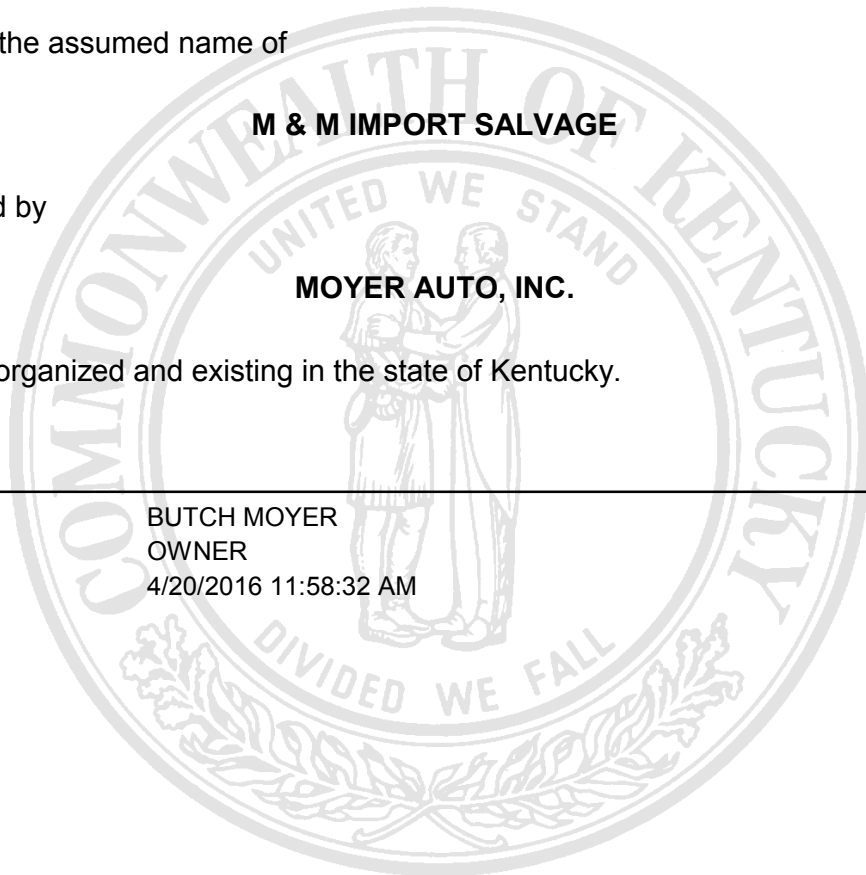 the assumed name of
M & M IMPORT SALVAGE
d by
MOYER AUTO, INC.
organized and existing in the state of Kentucky.
BUTCH MOYER
OWNER
4/20/2016 11:58:32 AM
COMMONWEALTH OF KENTUCKY
UNITED WE STAND
DIVIDED WE FALL